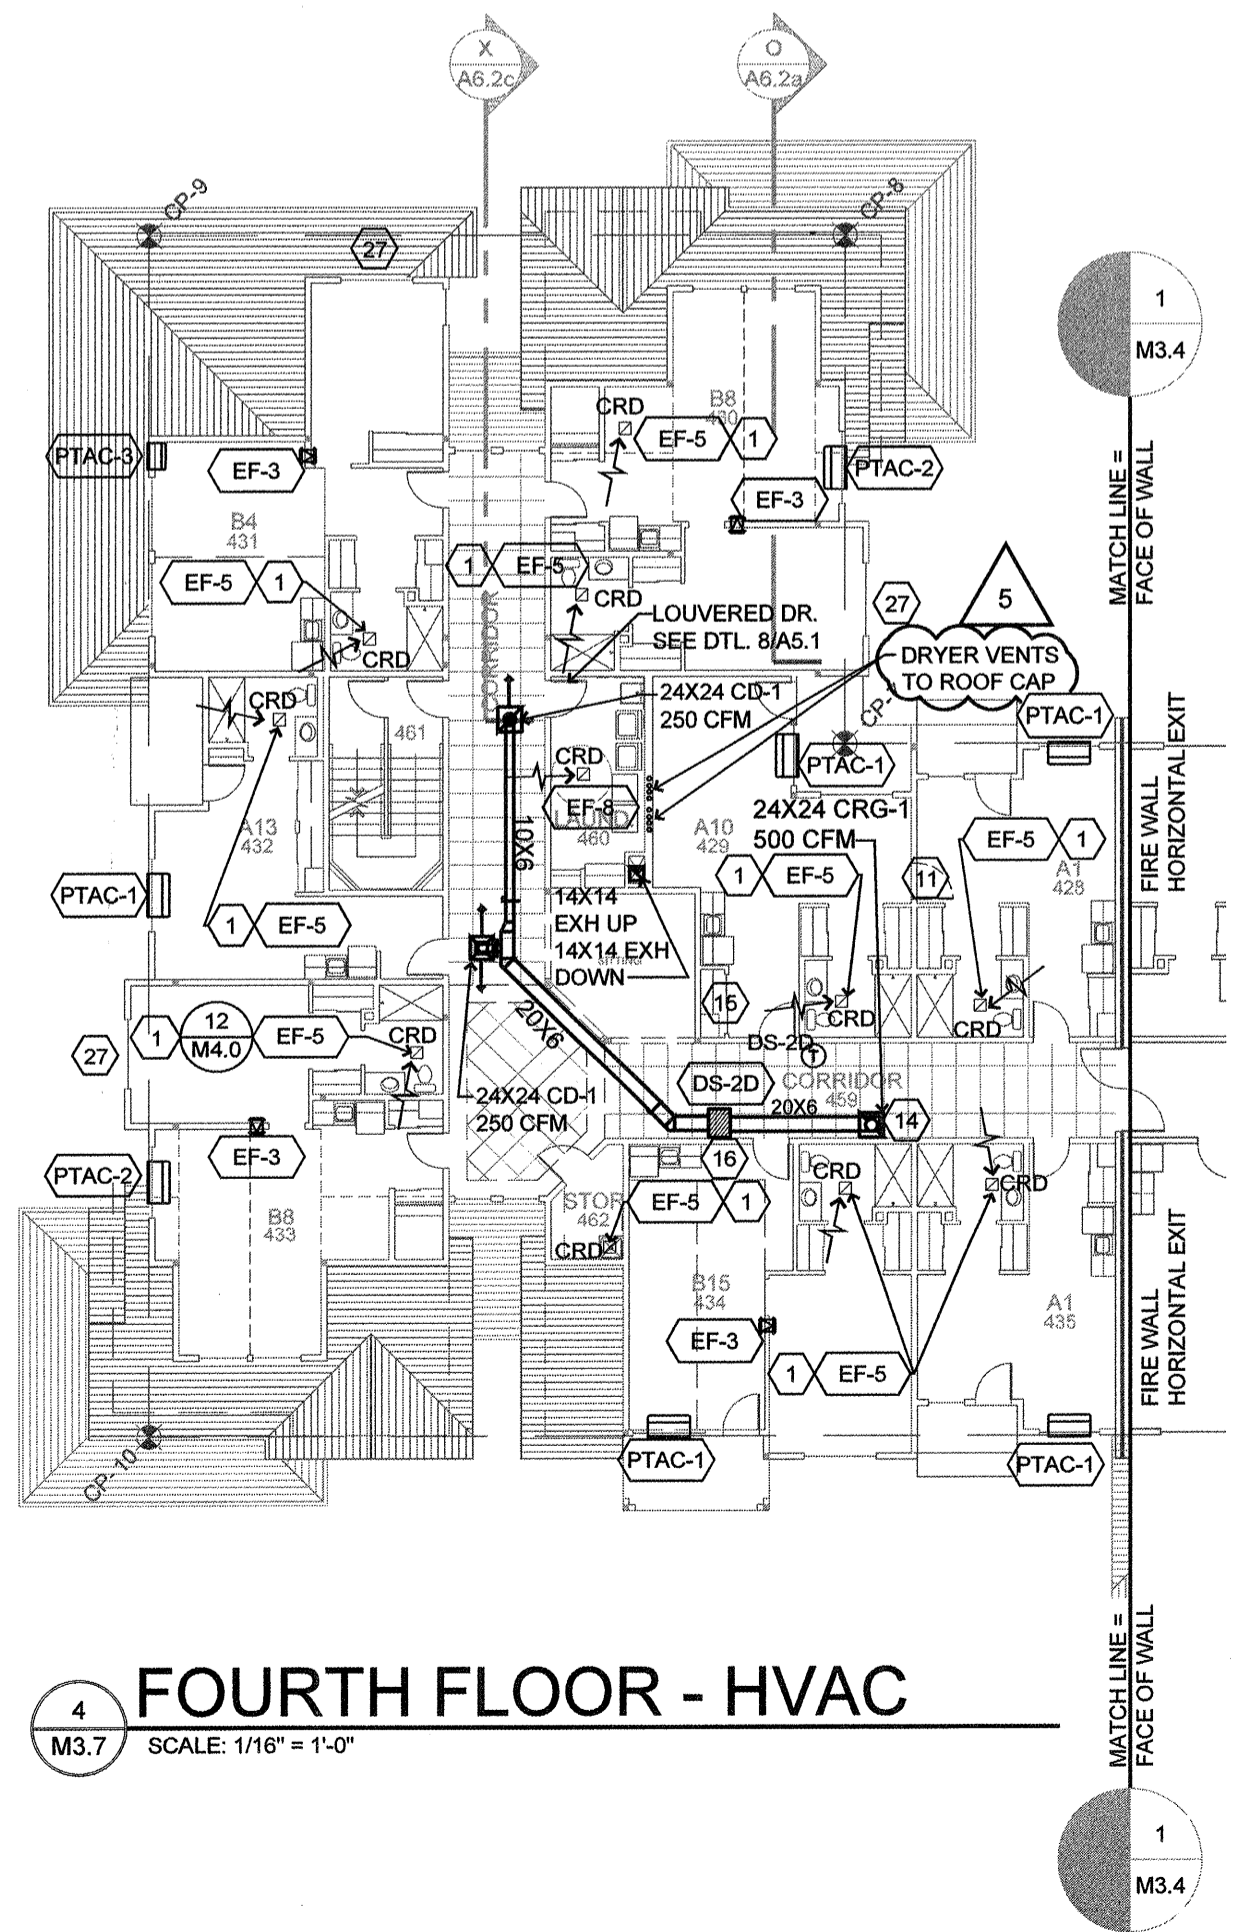 X
A6.2c
O
A6.2a
CP-9
27
CP-8
1
M3.4
MATCH LINE =
FACE OF WALL
B8
430
CRD
EF-5
1
PTAC-3
EF-3
PTAC-2
EF-3
B4
431
EF-5
1
CRD
1
EF-5
CRD
CORRIDOR
LOUVERED DR.
SEE DTL. 8/A5.1
27
5
DRYER VENTS
TO ROOF CAP
24X24 CD-1
250 CFM
PTAC-1
CRD
461
CRD
EF-8
460
PTAC-1
24X24 CRG-1
500 CFM
10X6
A13
432
A10
429
1
EF-5
11
EF-5
1
A1
428
FIRE WALL
HORIZONTAL EXIT
PTAC-1
1
EF-5
14X14
EXH UP
14X14 EXH
DOWN
15
CRD
CRD
20X6
DS-2D
T
27
1
12
M4.0
EF-5
CRD
24X24 CD-1
250 CFM
DS-2D
CORRIDOR
459
20X6
14
16
EF-3
PTAC-2
B8
433
STOR
462
CRD
EF-5
1
CRD
CRD
B15
434
EF-3
1
EF-5
A1
435
FIRE WALL
HORIZONTAL EXIT
PTAC-1
PTAC-1
CP-10
MATCH LINE =
FACE OF WALL
4
M3.7
FOURTH FLOOR - HVAC
SCALE: 1/16" = 1'-0"
1
M3.4